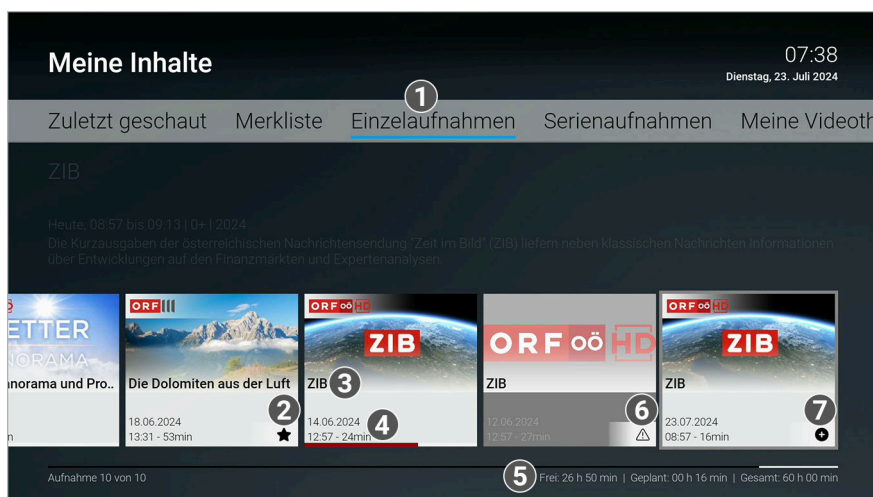 Meine Inhalte
07:38
Dienstag, 23. Juli 2024
1
Zuletzt geschaut Merkliste Einzelaufnahmen Serienaufnahmen Meine Videoth
ZIB
Heute, 08:57 bis 09:13 | 0+ | 2024
Die Kurzausgaben der österreichischen Nachrichtensendung "Zeit im Bild" (ZIB) liefern neben klassischen Nachrichten Informationen
über Entwicklungen auf den Finanzmärkten und Expertenanalysen.
ETTER
NORAMA
norama und Pro..
n
ORF III
Die Dolomiten aus der Luft
18.06.2024
13:31 - 53min
2
ORF oö HD
ZIB
ZIB
3
14.06.2024
12:57 - 24min
4
ORF oö HD
ZIB
12.06.2024
12:57 - 27min
6
ORF oö HD
ZIB
ZIB
23.07.2024
08:57 - 16min
7
Aufnahme 10 von 10
5
Frei: 26 h 50 min | Geplant: 00 h 16 min | Gesamt: 60 h 00 min